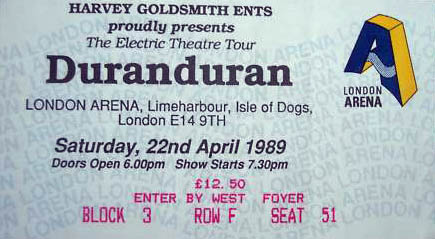 HARVEY GOLDSMITH ENTS
proudly presents
The Electric Theatre Tour
Duranduran
LONDON ARENA, Limeharbour, Isle of Dogs,
London E14 9TH
Saturday, 22nd April 1989
Doors Open 6.00pm Show Starts 7.30pm
£12.50
ENTER BY WEST FOYER
BLOCK 3 ROW F SEAT 51
LONDON
ARENA